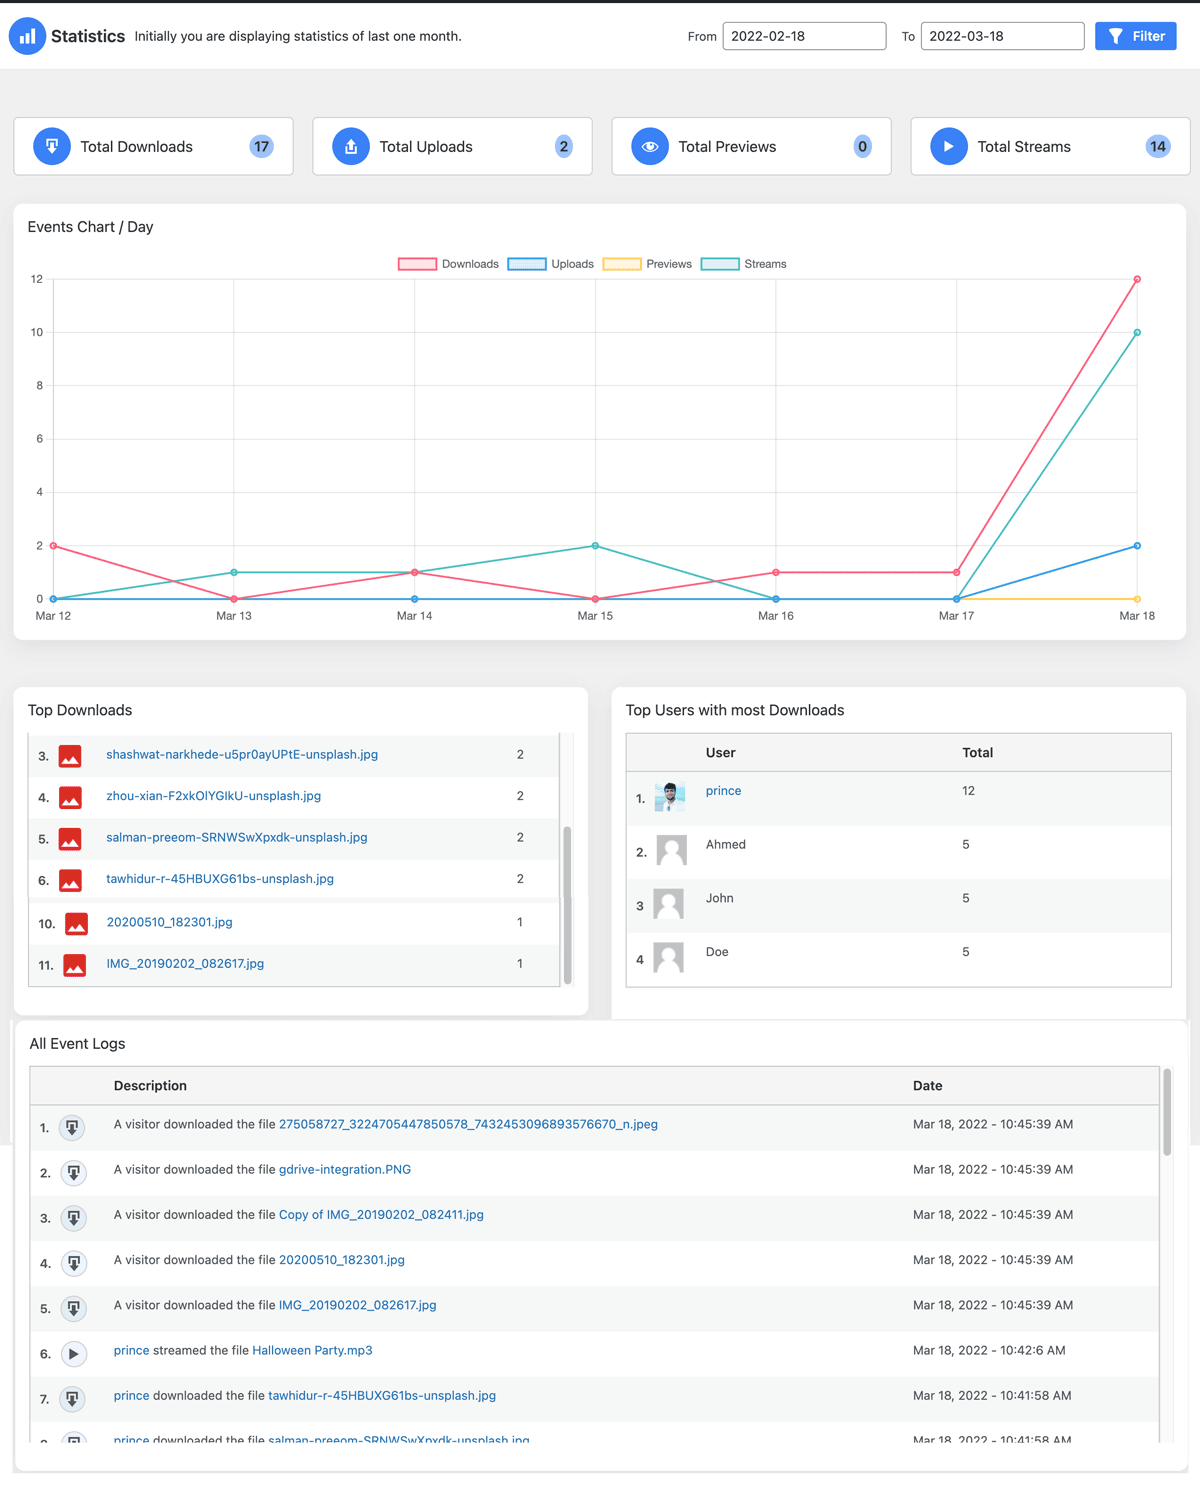 Statistics Initially you are displaying statistics of last one month. From 2022-02-18 To 2022-03-18 Filter
Total Downloads 17 Total Uploads 2 Total Previews 0 Total Streams 14
Events Chart / Day
Downloads Uploads Previews Streams
12
10
8
6
4
2
0
Mar 12 Mar 13 Mar 14 Mar 15 Mar 16 Mar 17 Mar 18
Top Downloads
3. shashwat-narkhede-u5pr0ayUPtE-unsplash.jpg 2
4. zhou-xian-F2xkOlYGIkU-unsplash.jpg 2
5. salman-preeom-SRNWSwXpxdk-unsplash.jpg 2
6. tawhidur-r-45HBUXG61bs-unsplash.jpg 2
10. 20200510_182301.jpg 1
11. IMG_20190202_082617.jpg 1
Top Users with most Downloads
User Total
1. prince 12
2. Ahmed 5
3 John 5
4 Doe 5
All Event Logs
Description Date
1. A visitor downloaded the file 275058727_3224705447850578_7432453096893576670_n.jpeg Mar 18, 2022 - 10:45:39 AM
2. A visitor downloaded the file gdrive-integration.PNG Mar 18, 2022 - 10:45:39 AM
3. A visitor downloaded the file Copy of IMG_20190202_082411.jpg Mar 18, 2022 - 10:45:39 AM
4. A visitor downloaded the file 20200510_182301.jpg Mar 18, 2022 - 10:45:39 AM
5. A visitor downloaded the file IMG_20190202_082617.jpg Mar 18, 2022 - 10:45:39 AM
6. prince streamed the file Halloween Party.mp3 Mar 18, 2022 - 10:42:6 AM
7. prince downloaded the file tawhidur-r-45HBUXG61bs-unsplash.jpg Mar 18, 2022 - 10:41:58 AM
prince downloaded the file salman-preeom-SRNWSwXpxdk-unsplash.jpg Mar 18, 2022 - 10:41:58 AM